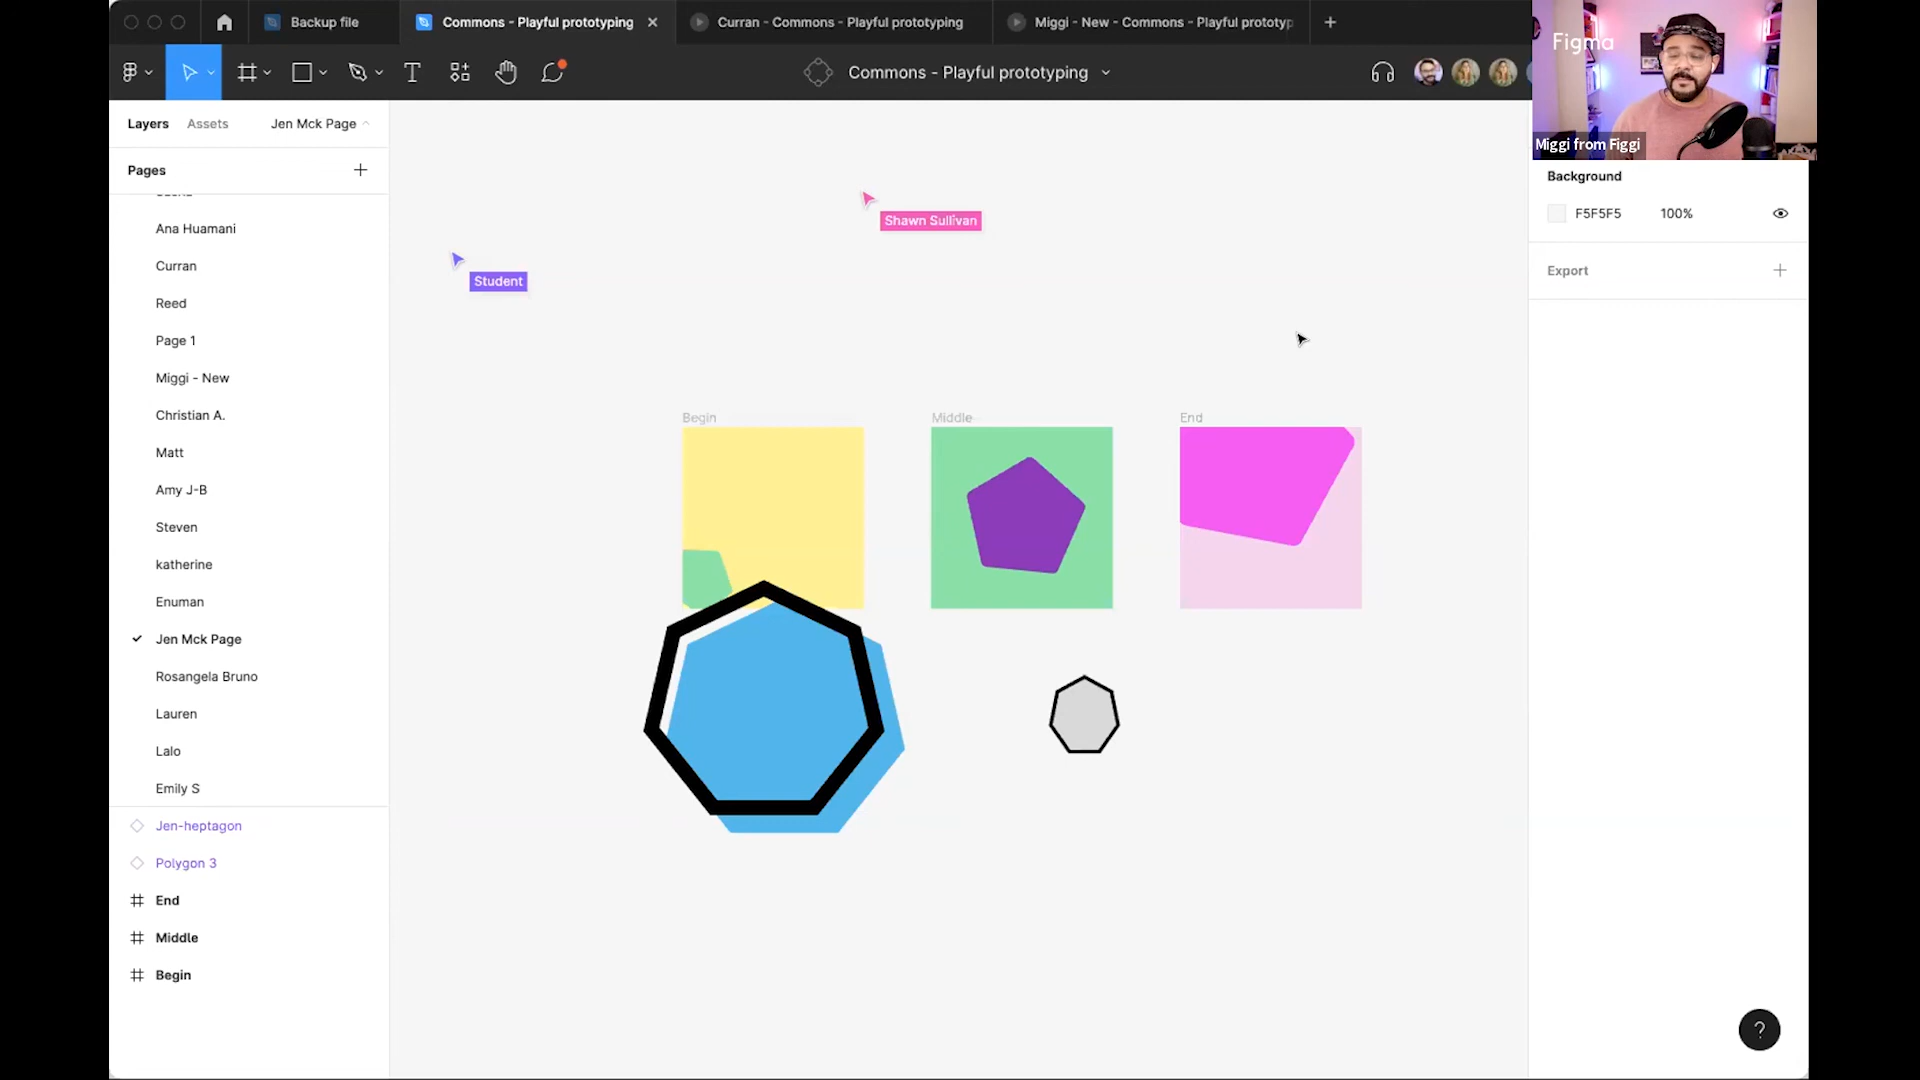 Backup file
Commons - Playful prototyping
Curran - Commons - Playful prototyping
Miggi - New - Commons - Playful prototyp
Figma
Commons - Playful prototyping
Miggi from Figgi
Layers
Assets
Jen Mck Page
Pages
Ana Huamani
Curran
Reed
Page 1
Miggi - New
Christian A.
Matt
Amy J-B
Steven
katherine
Enuman
Jen Mck Page
Rosangela Bruno
Lauren
Lalo
Emily S
Jen-heptagon
Polygon 3
End
Middle
Begin
Shawn Sullivan
Student
Begin
Middle
End
Background
F5F5F5
100%
Export
?